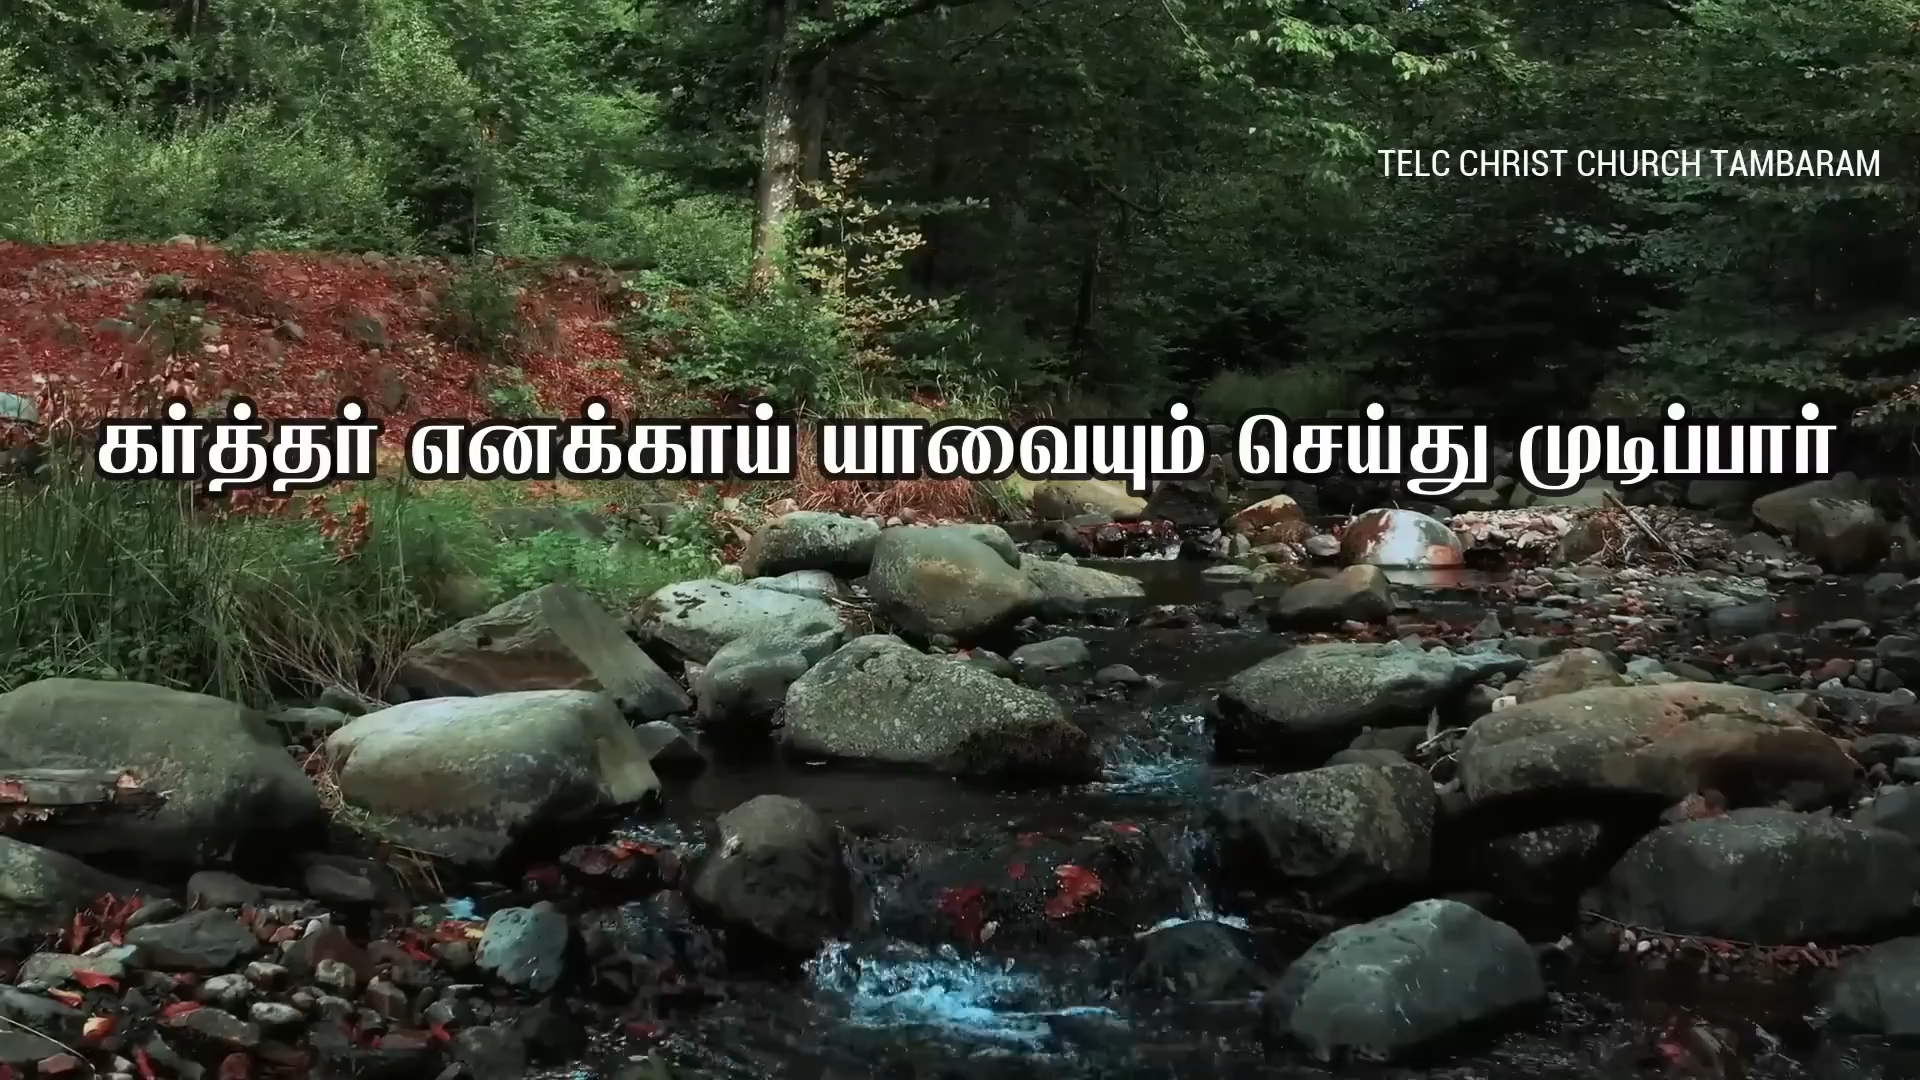 TELC CHRIST CHURCH TAMBARAM
கர்த்தர் எனக்காய் யாவையும் செய்து முடிப்பார்